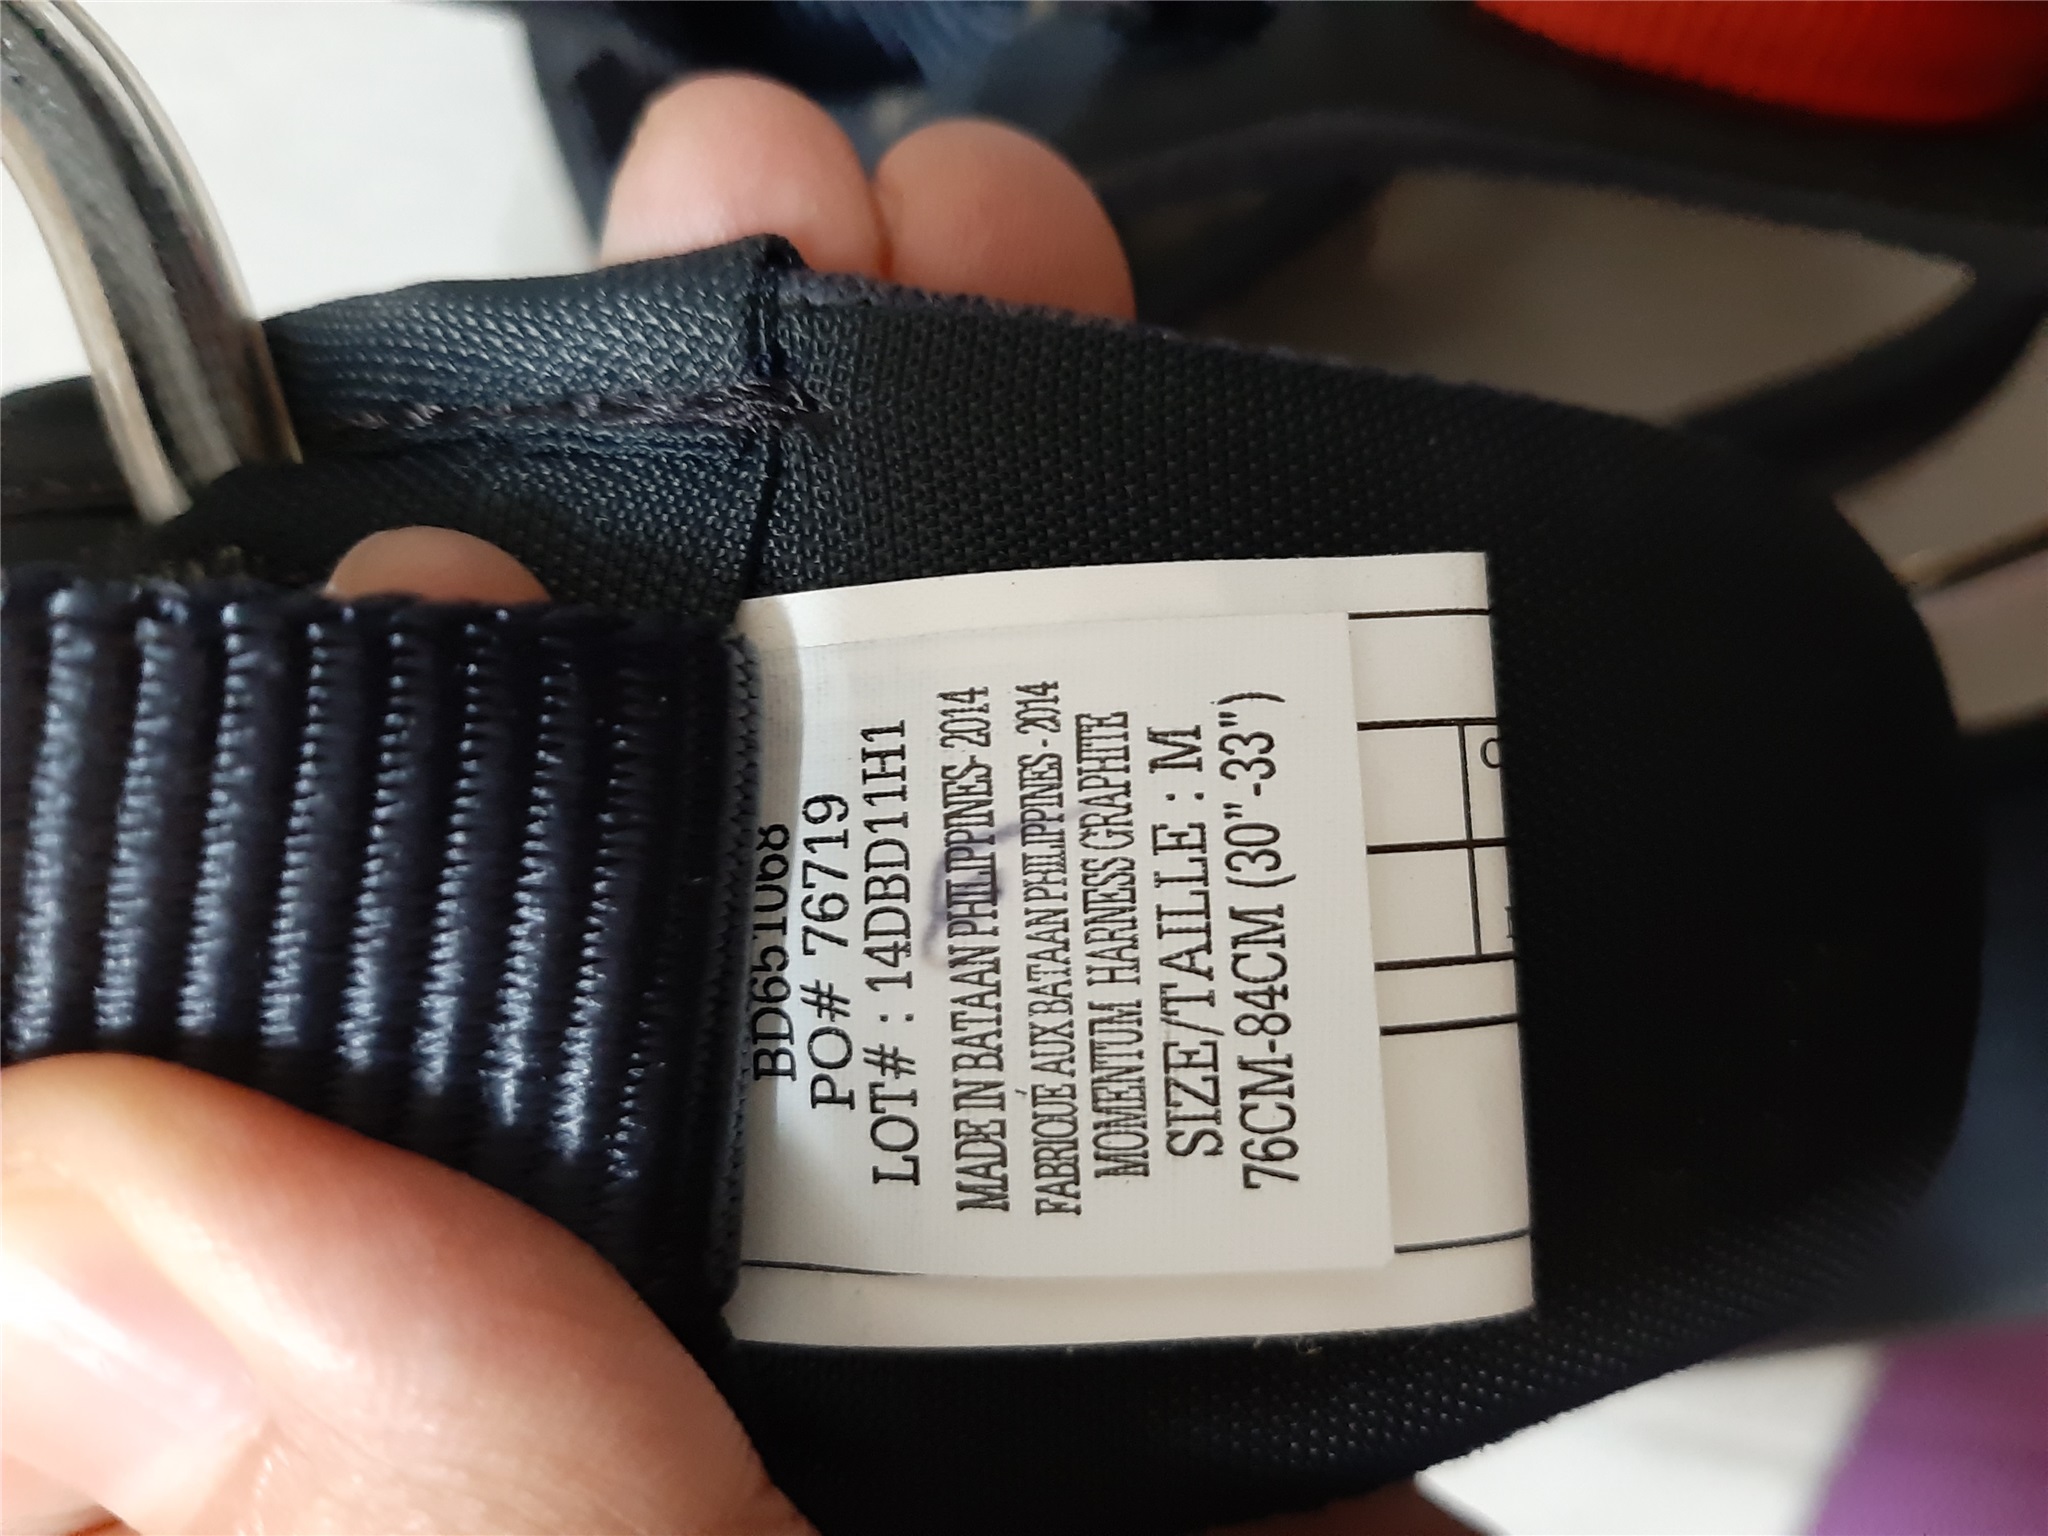 BD651068
PO# 76719
LOT# : 14DBD11H1
MADE IN BATAAN PHILIPPINES-2014
FABRIQUÉ AUX BATAAN PHILIPPINES - 2014
MOMENTUM HARNESS GRAPHITE
SIZE/TAILLE : M
76CM-84CM (30"-33")